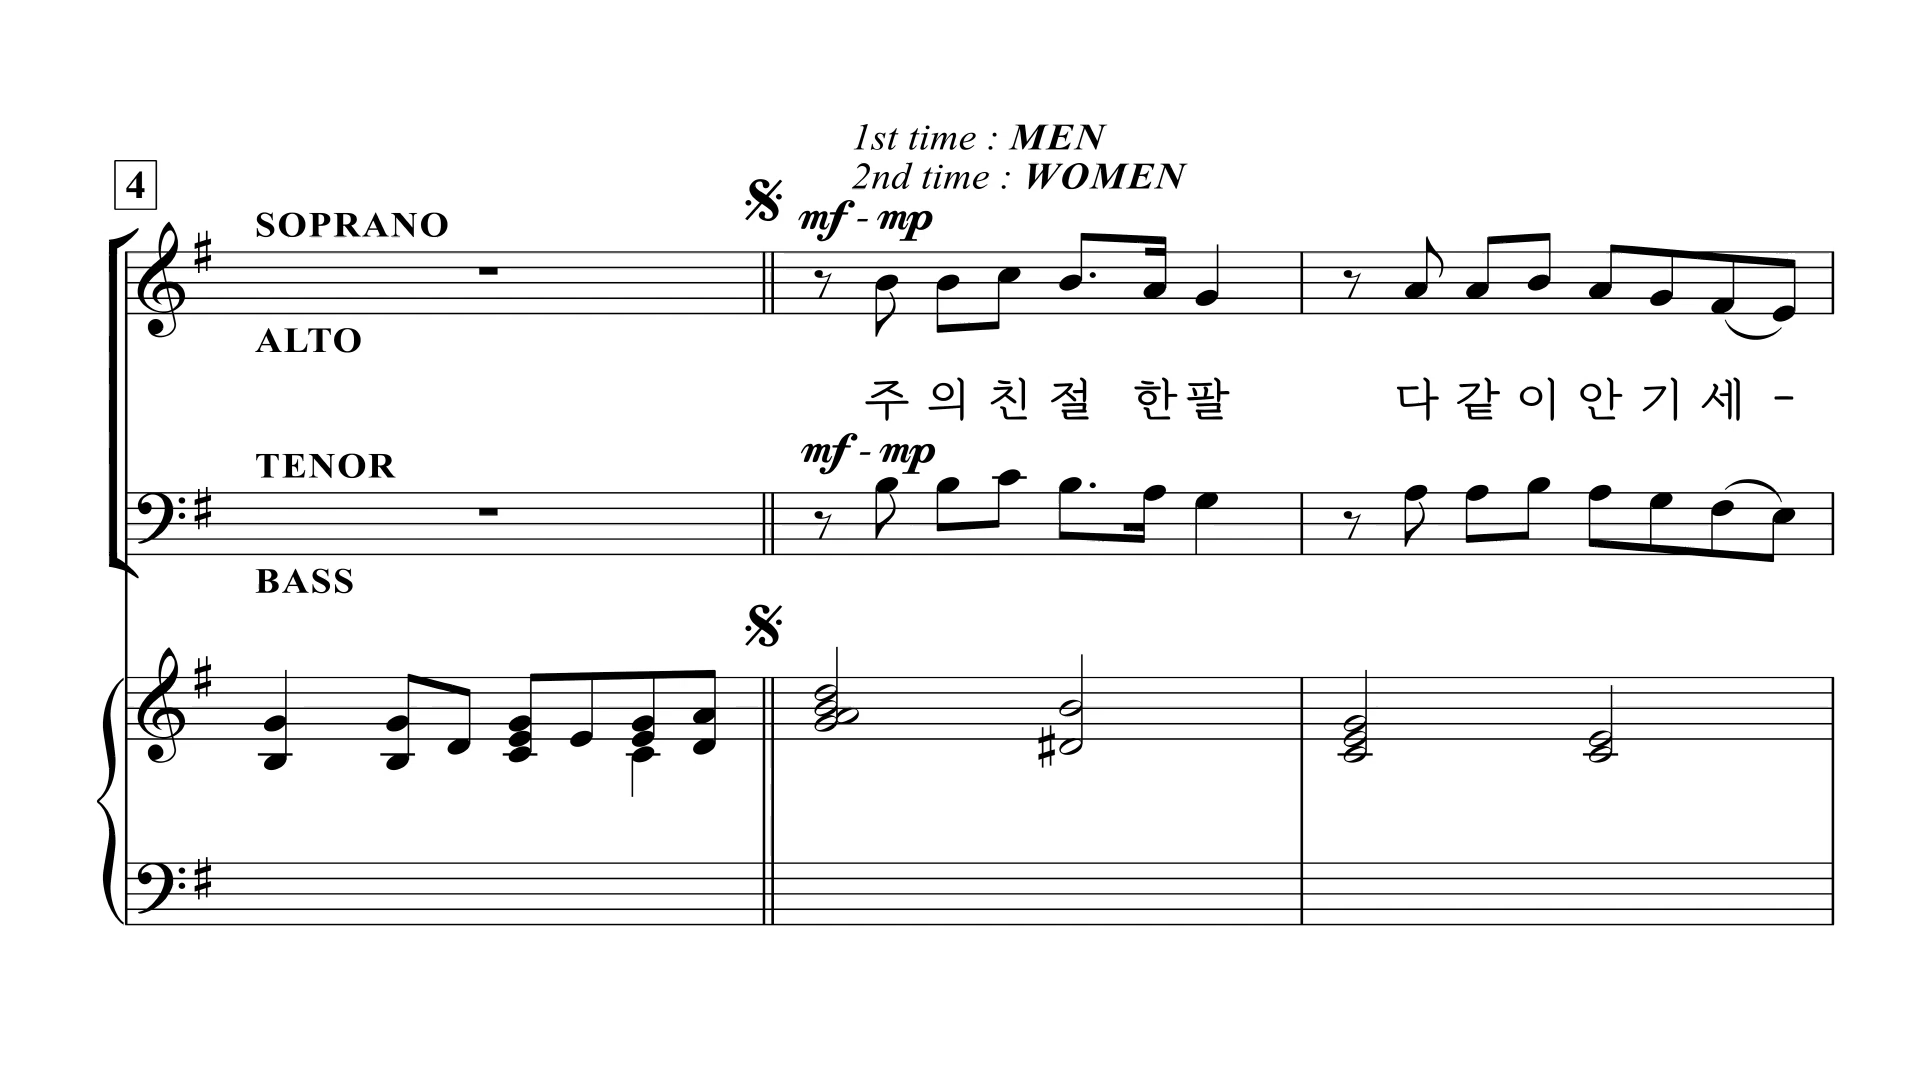 1st time : MEN
2nd time : WOMEN
4
SOPRANO
mf - mp
ALTO
주 의 친 절 한 팔 다 같 이 안 기 세 -
mf - mp
TENOR
BASS